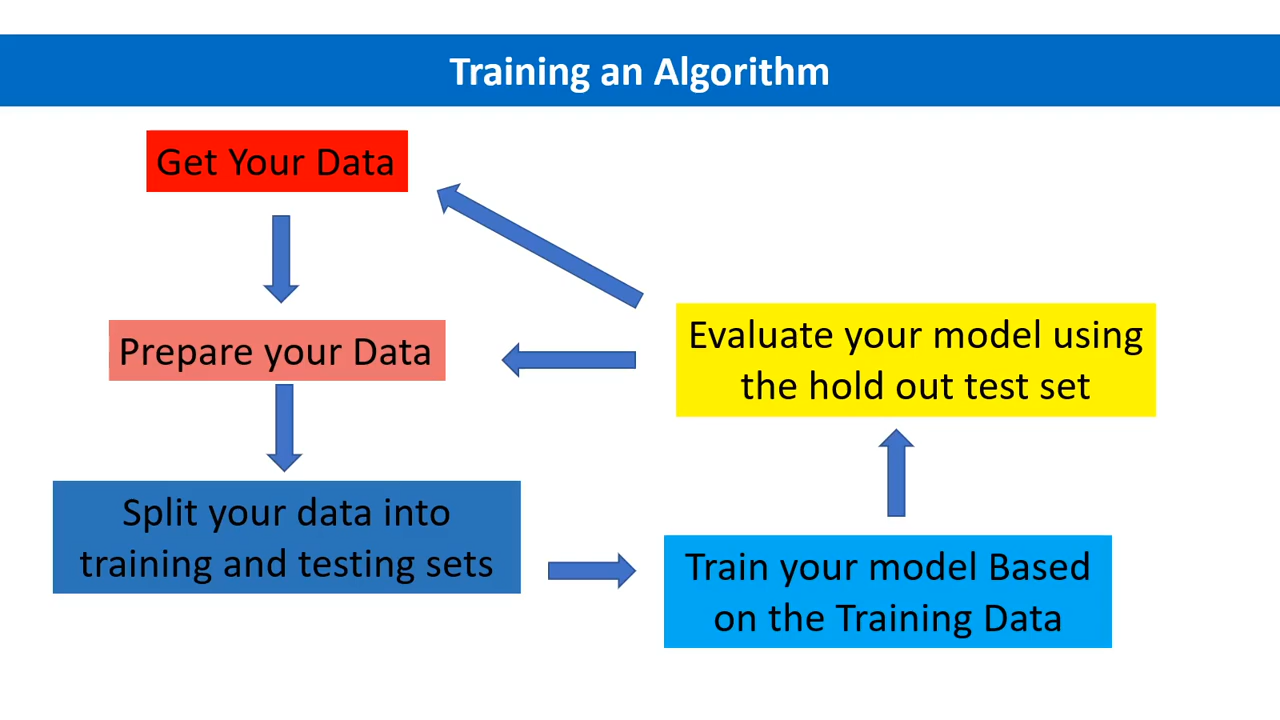 Training an Algorithm
Get Your Data
Prepare your Data
Split your data into
training and testing sets
Evaluate your model using
the hold out test set
Train your model Based
on the Training Data